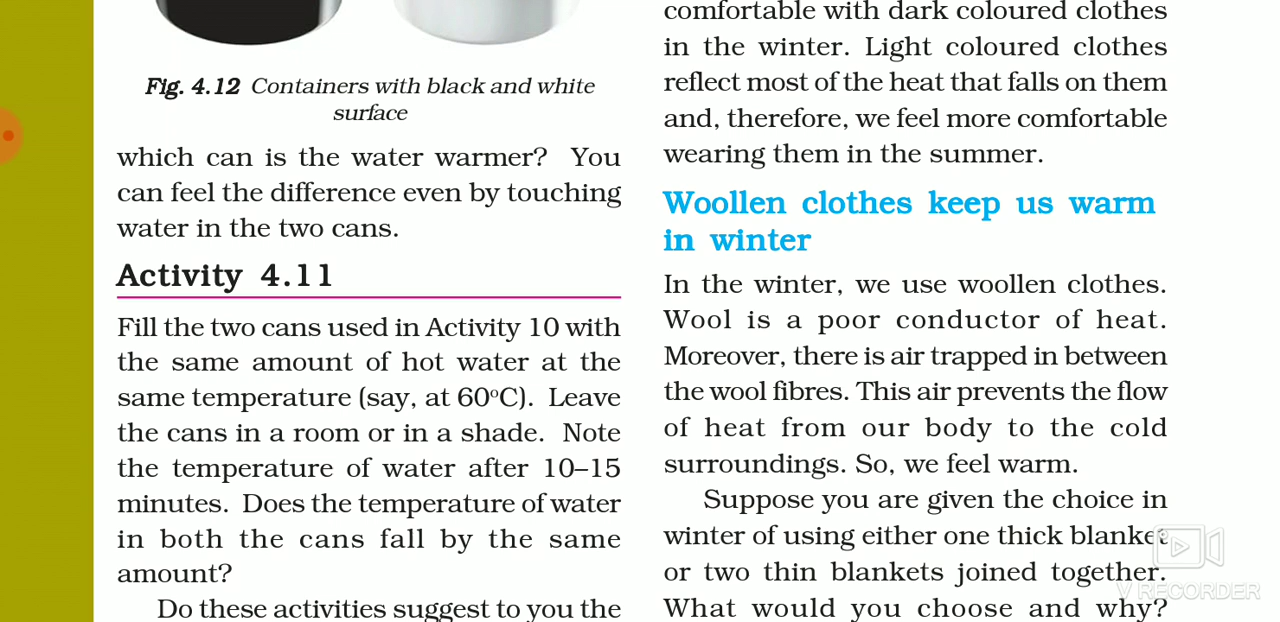 Fig. 4.12 Containers with black and white
surface
which can is the water warmer? You
can feel the difference even by touching
water in the two cans.
Activity 4.11
Fill the two cans used in Activity 10 with
the same amount of hot water at the
same temperature (say, at 60°C). Leave
the cans in a room or in a shade. Note
the temperature of water after 10–15
minutes. Does the temperature of water
in both the cans fall by the same
amount?
Do these activities suggest to you the
comfortable with dark coloured clothes
in the winter. Light coloured clothes
reflect most of the heat that falls on them
and, therefore, we feel more comfortable
wearing them in the summer.
Woollen clothes keep us warm
in winter
In the winter, we use woollen clothes.
Wool is a poor conductor of heat.
Moreover, there is air trapped in between
the wool fibres. This air prevents the flow
of heat from our body to the cold
surroundings. So, we feel warm.
Suppose you are given the choice in
winter of using either one thick blanket
or two thin blankets joined together.
What would you choose and why?
V RECORDER